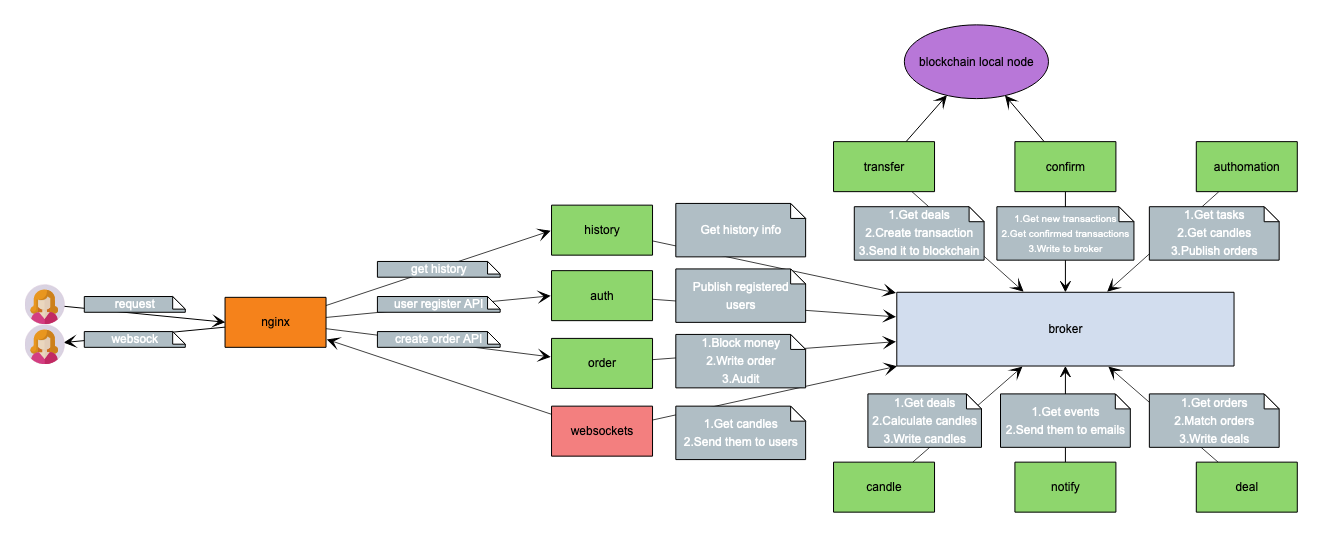 blockchain local node
transfer
confirm
authomation
1.Get deals
2.Create transaction
3.Send it to blockchain
1.Get new transactions
2.Get confirmed transactions
3.Write to broker
1.Get tasks
2.Get candles
3.Publish orders
history
Get history info
get history
auth
Publish registered
users
user register API
request
nginx
websock
create order API
order
1.Block money
2.Write order
3.Audit
broker
websockets
1.Get candles
2.Send them to users
1.Get deals
2.Calculate candles
3.Write candles
1.Get events
2.Send them to emails
1.Get orders
2.Match orders
3.Write deals
candle
notify
deal